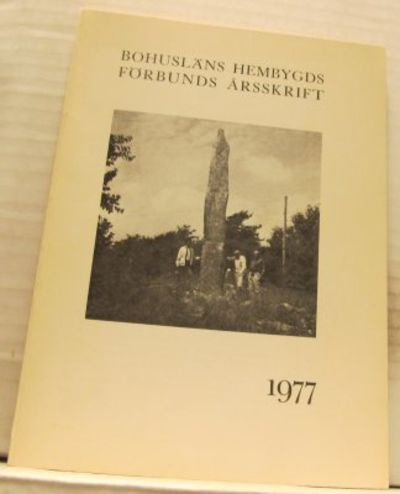 BOHUSLÄNS HEMBYGDS
FÖRBUNDS ÅRSSKRIFT
1977